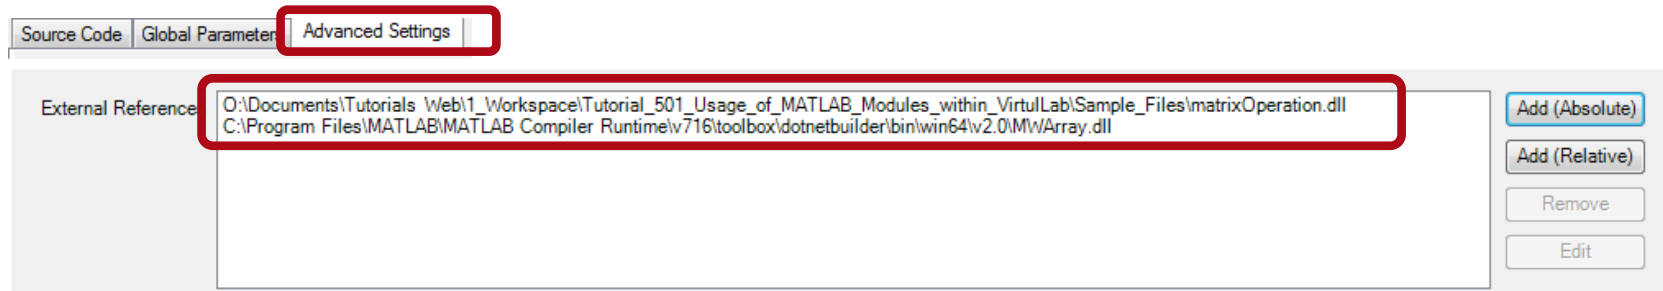 Source Code Global Parameters Advanced Settings
External Reference
O:\Documents\Tutorials Web\1_Workspace\Tutorial_501_Usage_of_MATLAB_Modules_within_VirtulLab\Sample_Files\matrixOperation.dll
C:\Program Files\MATLAB\MATLAB Compiler Runtime\v716\toolbox\dotnetbuilder\bin\win64\v2.0\MWArray.dll
Add (Absolute)
Add (Relative)
Remove
Edit